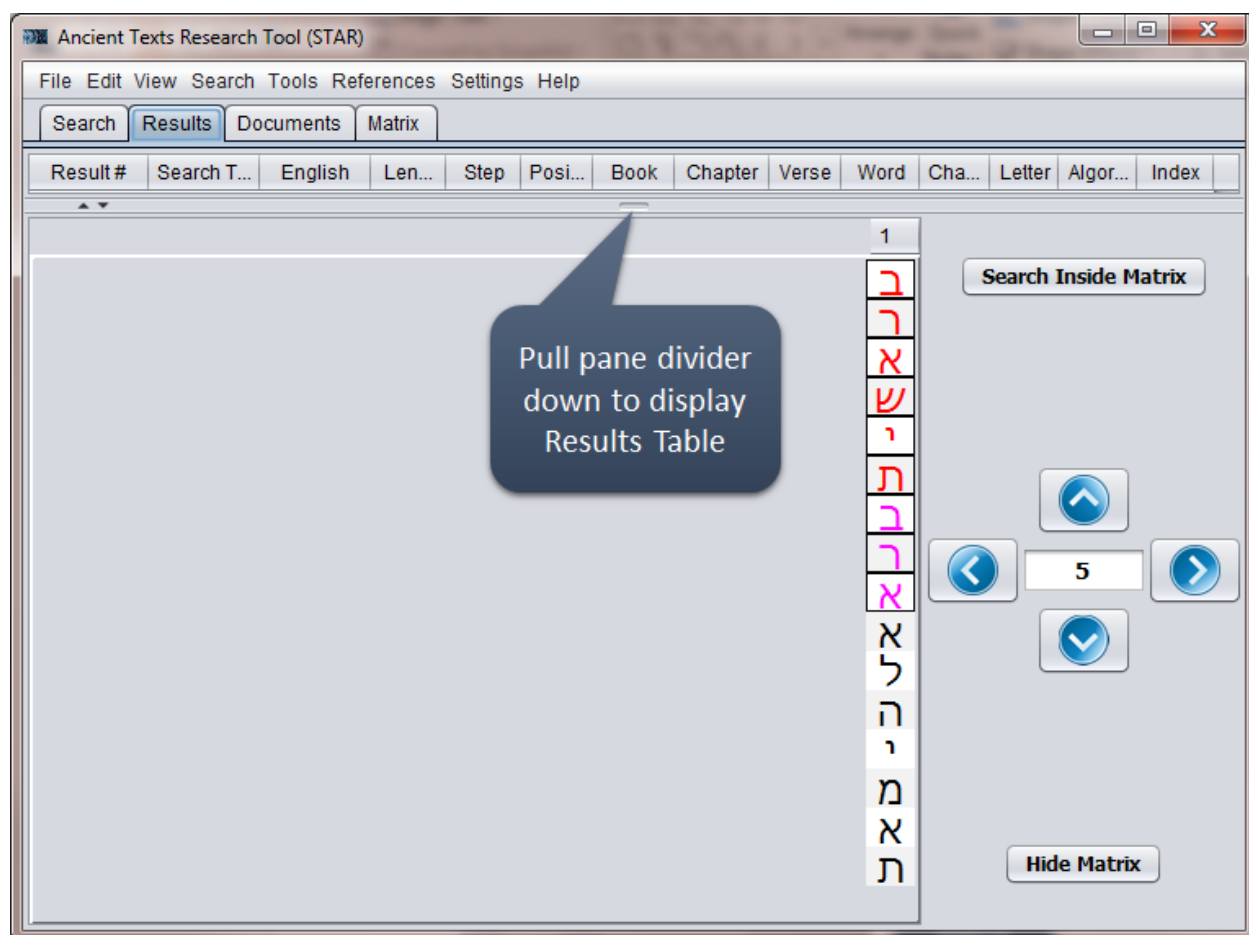 Ancient Texts Research Tool (STAR)
File Edit View Search Tools References Settings Help
Search Results Documents Matrix
Result # Search T... English Len... Step Posi... Book Chapter Verse Word Cha... Letter Algor... Index
1
Search Inside Matrix
ב
ר
א
ש
י
ת
ב
ר
א
א
ל
ה
י
מ
א
ת
Pull pane divider
down to display
Results Table
5
Hide Matrix